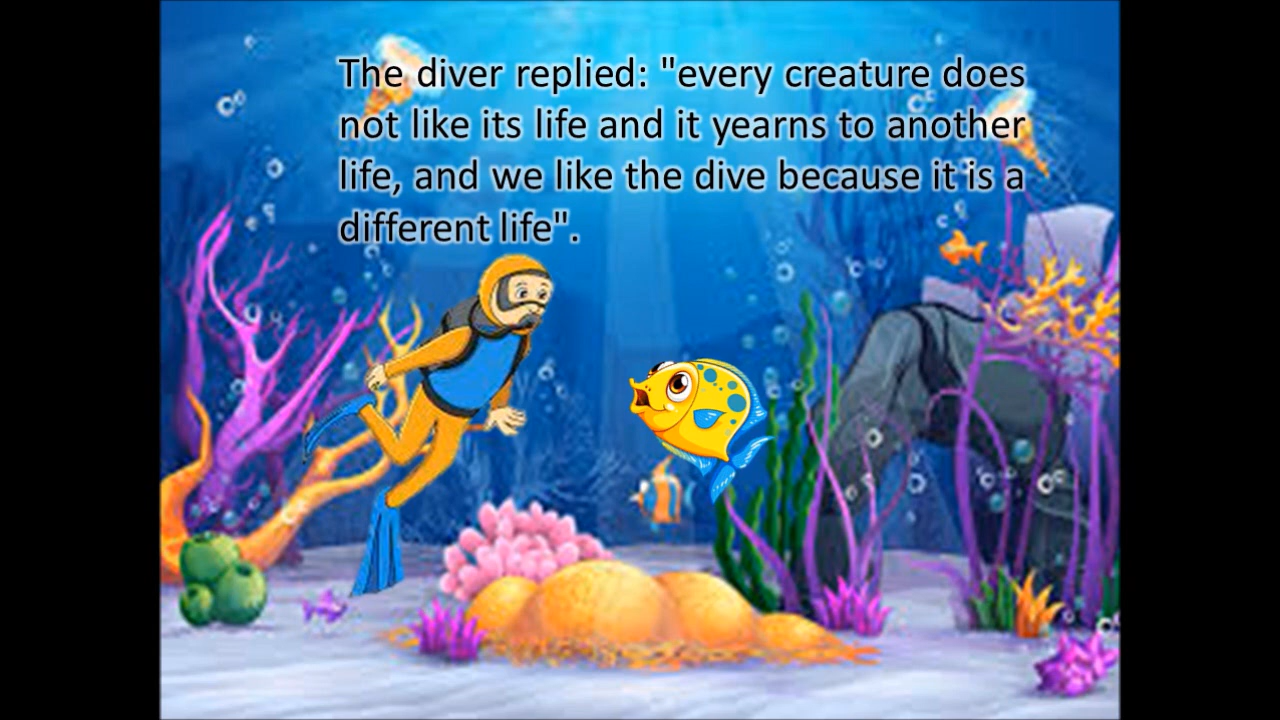 The diver replied: "every creature does
not like its life and it yearns to another
life, and we like the dive because it is a
different life".